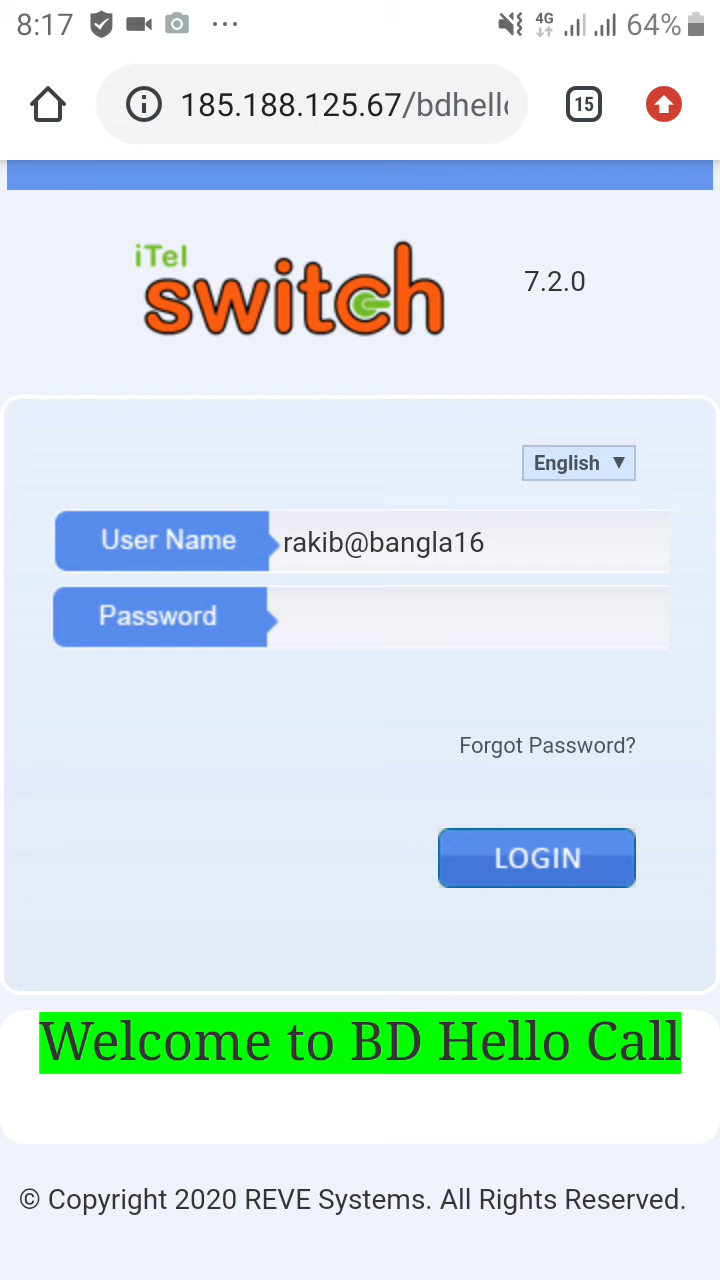 8:17 4G 64%
185.188.125.67/bdhello
15
iTel
switch 7.2.0
English ▼
User Name rakib@bangla16
Password
Forgot Password?
LOGIN
Welcome to BD Hello Call
© Copyright 2020 REVE Systems. All Rights Reserved.